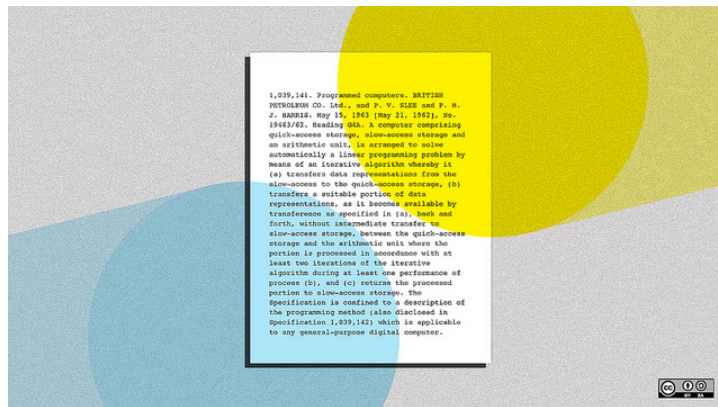 1,039,141. Programmed computers. BRITISH
PETROLEUM CO. Ltd., and P. V. SLEE and P. H.
J. HARRIS. May 15, 1963 [May 21, 1962], No.
19463/62. Heading G4A. A computer comprising
quick-access storage, slow-access storage and
an arithmetic unit, is arranged to solve
automatically a linear programming problem by
means of an iterative algorithm whereby it
(a) transfers data representations from the
slow-access to the quick-access storage, (b)
transfers a suitable portion of data
representations, as it becomes available by
transference as specified in (a), back and
forth, without intermediate transfer to
slow-access storage, between the quick-access
storage and the arithmetic unit where the
portion is processed in accordance with at
least two iterations of the iterative
algorithm during at least one performance of
process (b), and (c) returns the processed
portion to slow-access storage. The
Specification is confined to a description of
the programming method (also disclosed in
Specification 1,039,142) which is applicable
to any general-purpose digital computer.
cc
BY SA